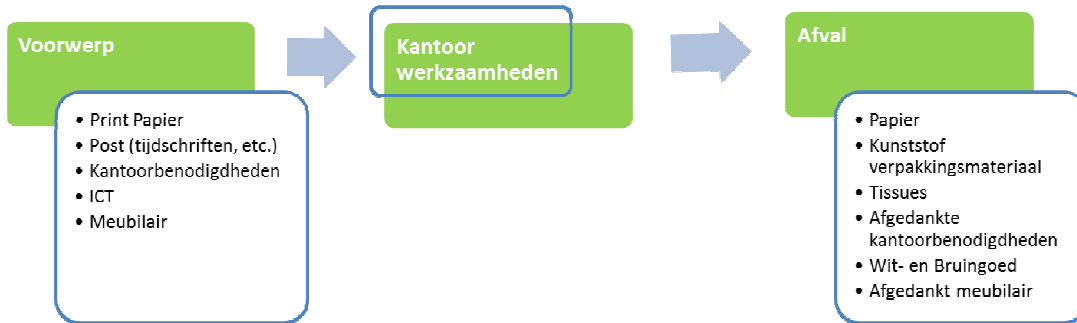 Voorwerp
• Print Papier
• Post (tijdschriften, etc.)
• Kantoorbenodigdheden
• ICT
• Meubilair
Kantoor
werkzaamheden
Afval
• Papier
• Kunststof
verpakkingsmateriaal
• Tissues
• Afgedankte
kantoorbenodigdheden
• Wit- en Bruingoed
• Afgedankt meubilair